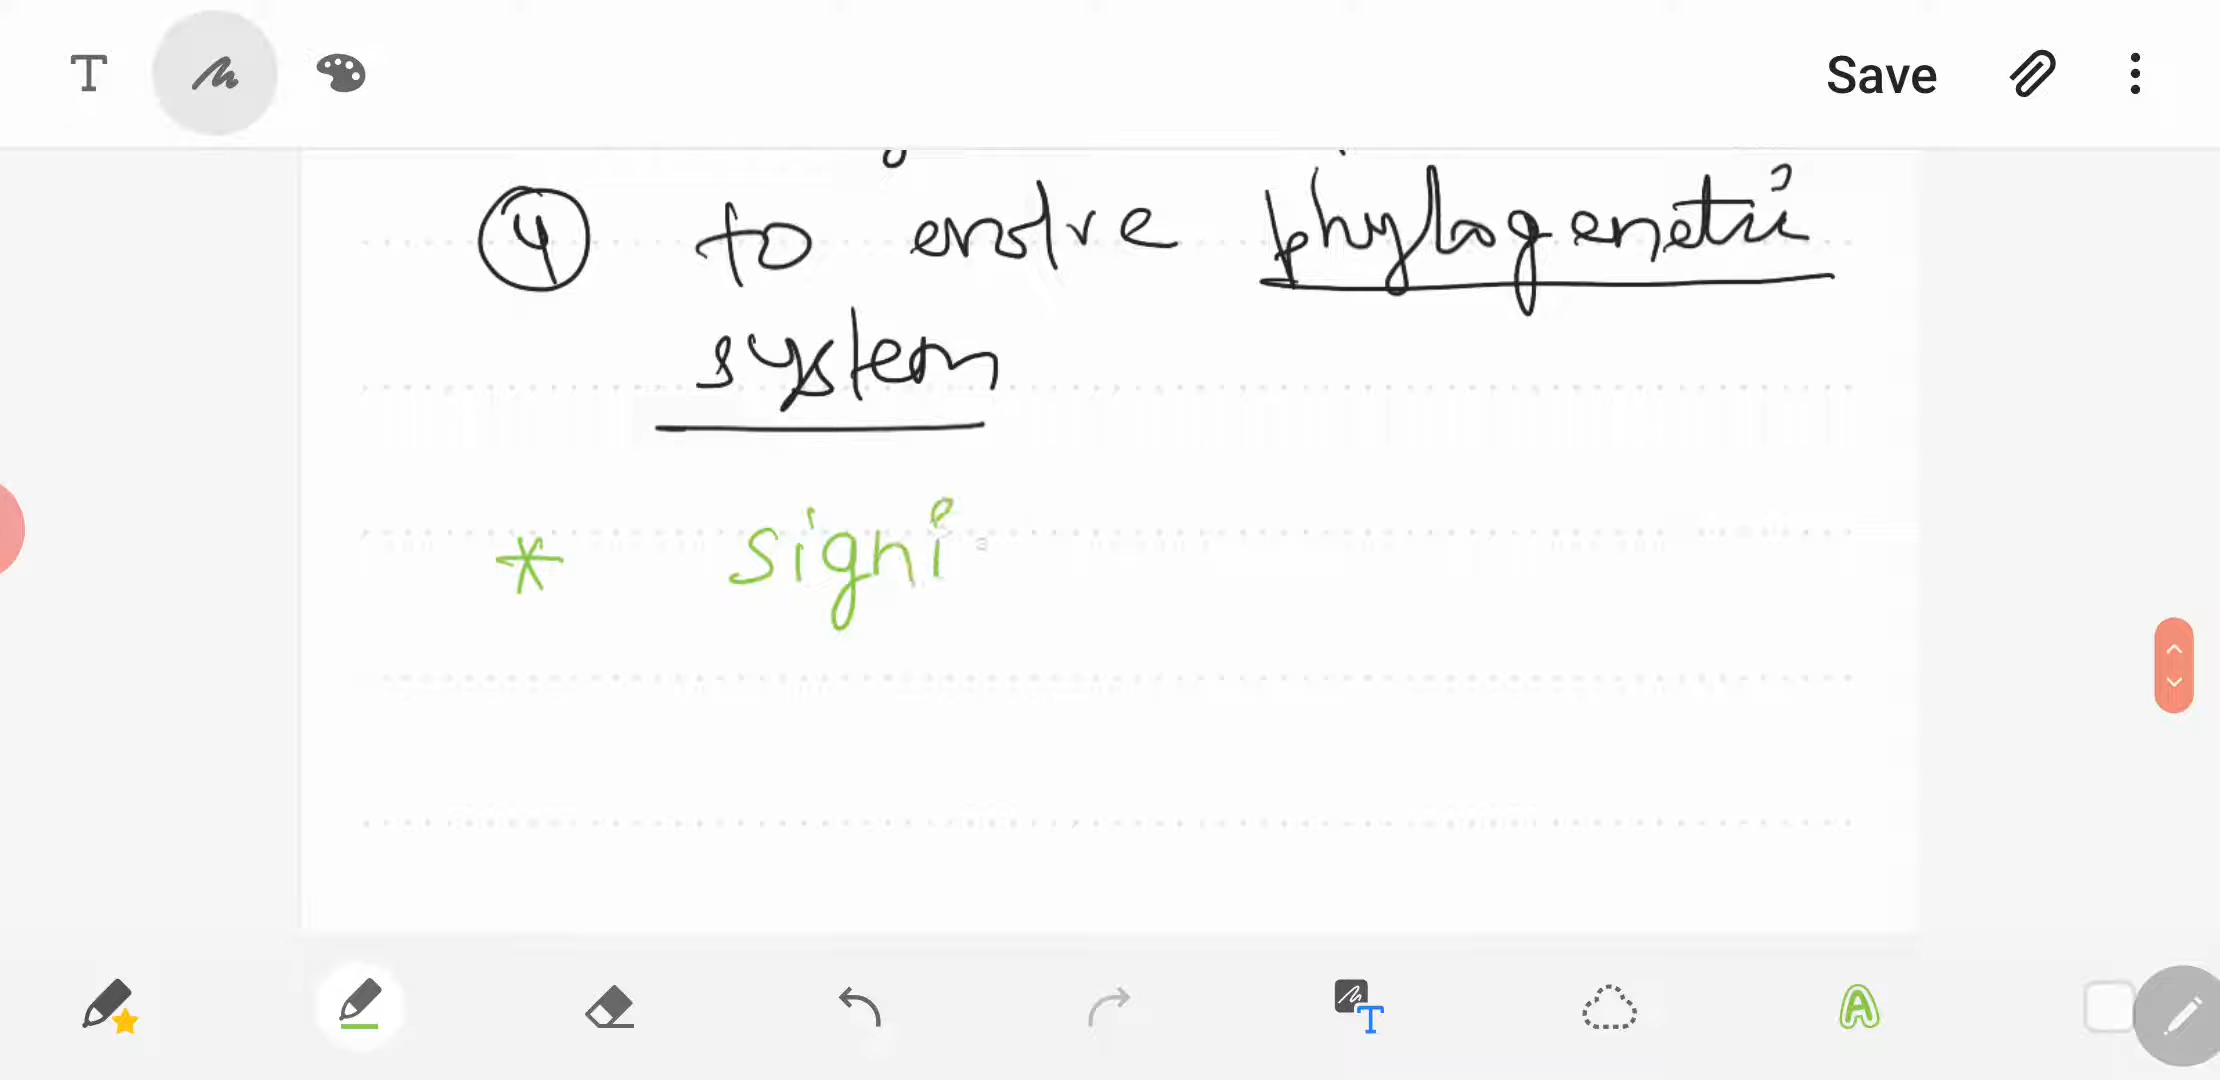 T Save
④ to evolve phylogenetic
system
* signi